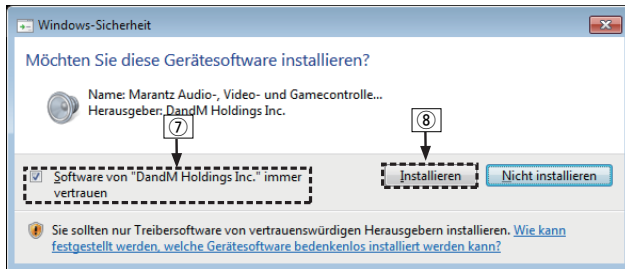 Windows-Sicherheit
Möchten Sie diese Gerätesoftware installieren?
Name: Marantz Audio-, Video- und Gamecontrolle...
Herausgeber: DandM Holdings Inc.
⑦
⑧
Software von "DandM Holdings Inc." immer
vertrauen
Installieren
Nicht installieren
Sie sollten nur Treibersoftware von vertrauenswürdigen Herausgebern installieren. Wie kann
festgestellt werden, welche Gerätesoftware bedenkenlos installiert werden kann?